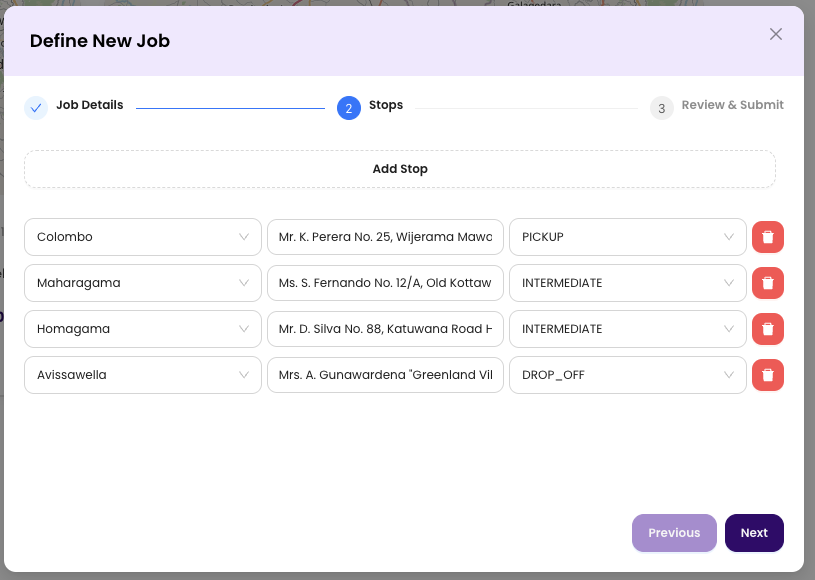 Galagedara
Define New Job
Job Details
2 Stops
3 Review & Submit
Add Stop
Colombo Mr. K. Perera No. 25, Wijerama PICKUP
Maharagama Ms. S. Fernando No. 12/A, Old Kottaw INTERMEDIATE
Homagama Mr. D. Silva No. 88, Katuwana Road INTERMEDIATE
Avissawella Mrs. A. Gunawardena "Greenland Vil DROP_OFF
Previous Next